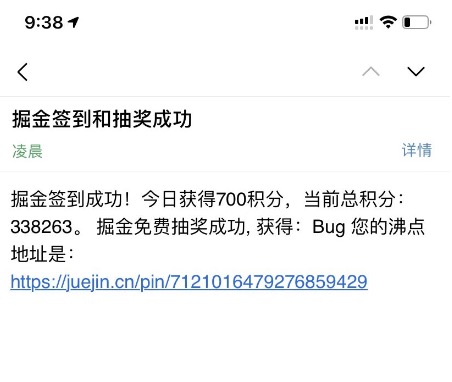 9:38
掘金签到和抽奖成功
凌晨
详情
掘金签到成功！今日获得700积分，当前总积分：
338263。 掘金免费抽奖成功, 获得：Bug 您的沸点
地址是：
https://juejin.cn/pin/7121016479276859429